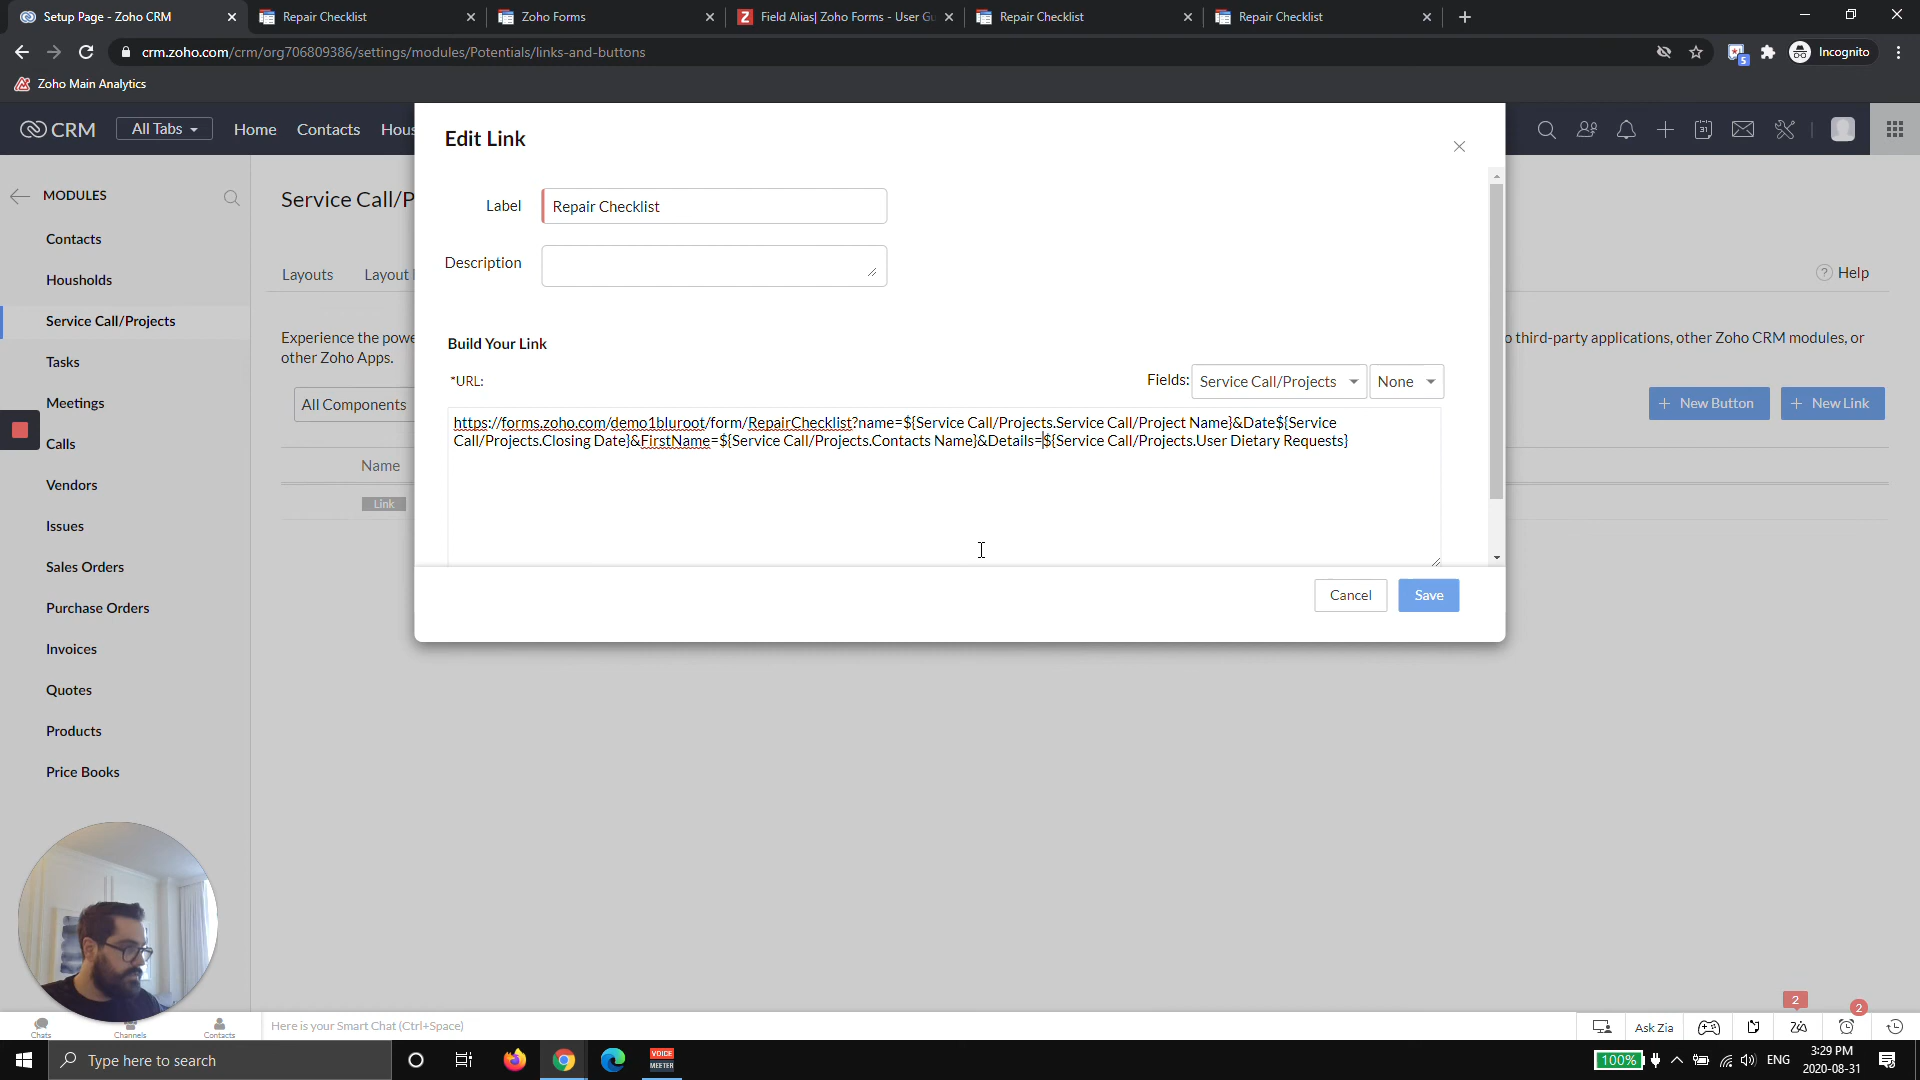 Setup Page - Zoho CRM
Repair Checklist
Zoho Forms
Field Alias| Zoho Forms - User Gu
Repair Checklist
Repair Checklist
crm.zoho.com/crm/org706809386/settings/modules/Potentials/links-and-buttons
5
Incognito
Zoho Main Analytics
CRM
All Tabs
Home
Contacts
Hous
31
MODULES
Contacts
Housholds
Service Call/Projects
Tasks
Meetings
Calls
Vendors
Issues
Sales Orders
Purchase Orders
Invoices
Quotes
Products
Price Books
Service Call/P
Layouts
Layout
? Help
Experience the powe
o third-party applications, other Zoho CRM modules, or
other Zoho Apps.
All Components
+ New Button
+ New Link
Name
Link
Edit Link
Label
Repair Checklist
Description
Build Your Link
*URL:
Fields:
Service Call/Projects
None
https://forms.zoho.com/demo1bluroot/form/RepairChecklist?name=${Service Call/Projects.Service Call/Project Name}&Date${Service
Call/Projects.Closing Date}&FirstName=${Service Call/Projects.Contacts Name}&Details=${Service Call/Projects.User Dietary Requests}
Cancel
Save
Chats
Channels
Contacts
Here is your Smart Chat (Ctrl+Space)
Ask Zia
2
2
Type here to search
VOICE
MEETER
100%
ENG
3:29 PM
2020-08-31